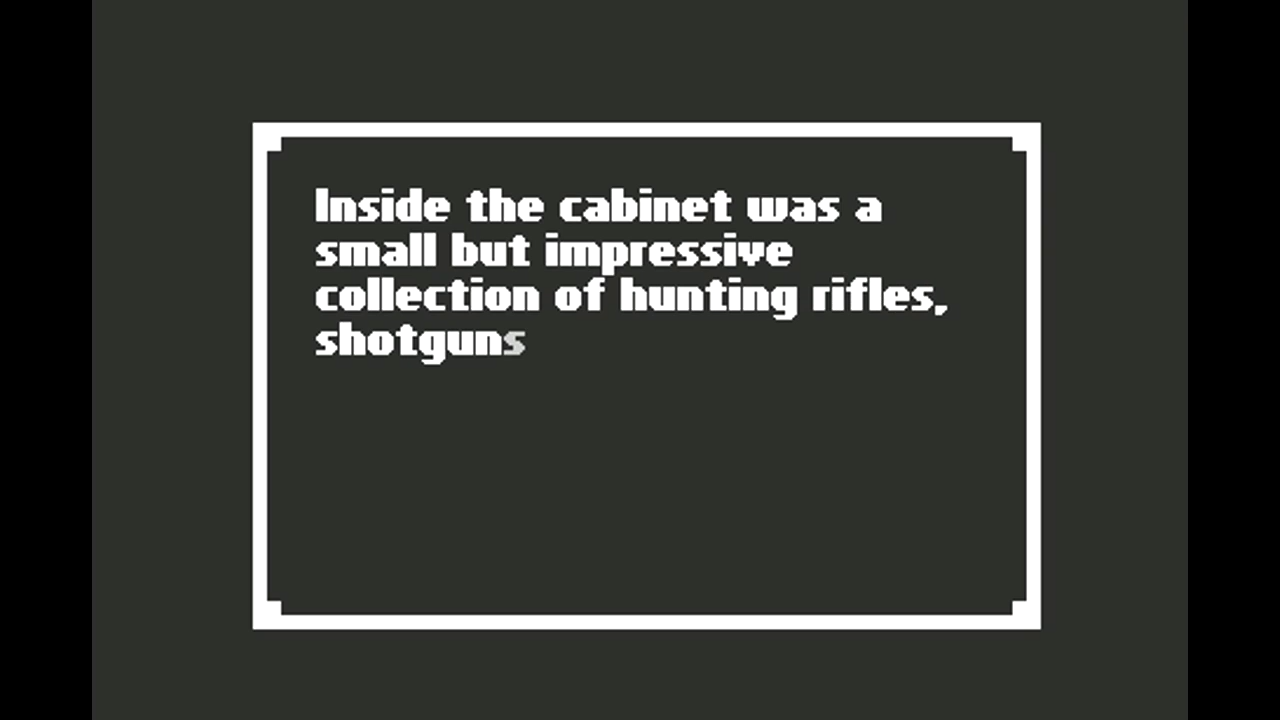 Inside the cabinet was a
small but impressive
collection of hunting rifles,
shotguns